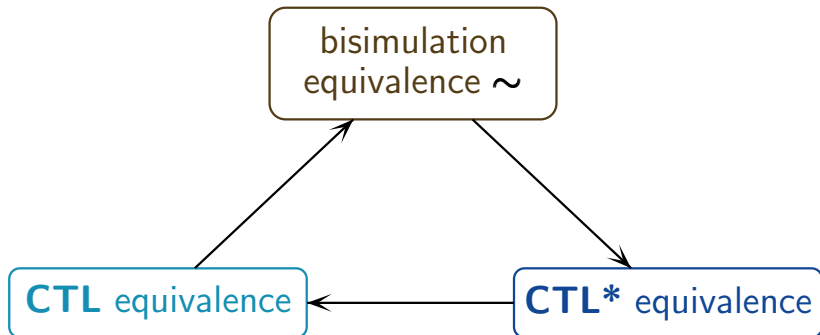 bisimulation
equivalence ~
CTL equivalence
CTL* equivalence